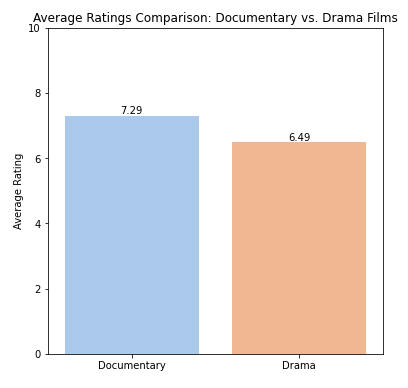 Average Ratings Comparison: Documentary vs. Drama Films
10
8
6
4
2
0
Average Rating
7.29
6.49
Documentary
Drama